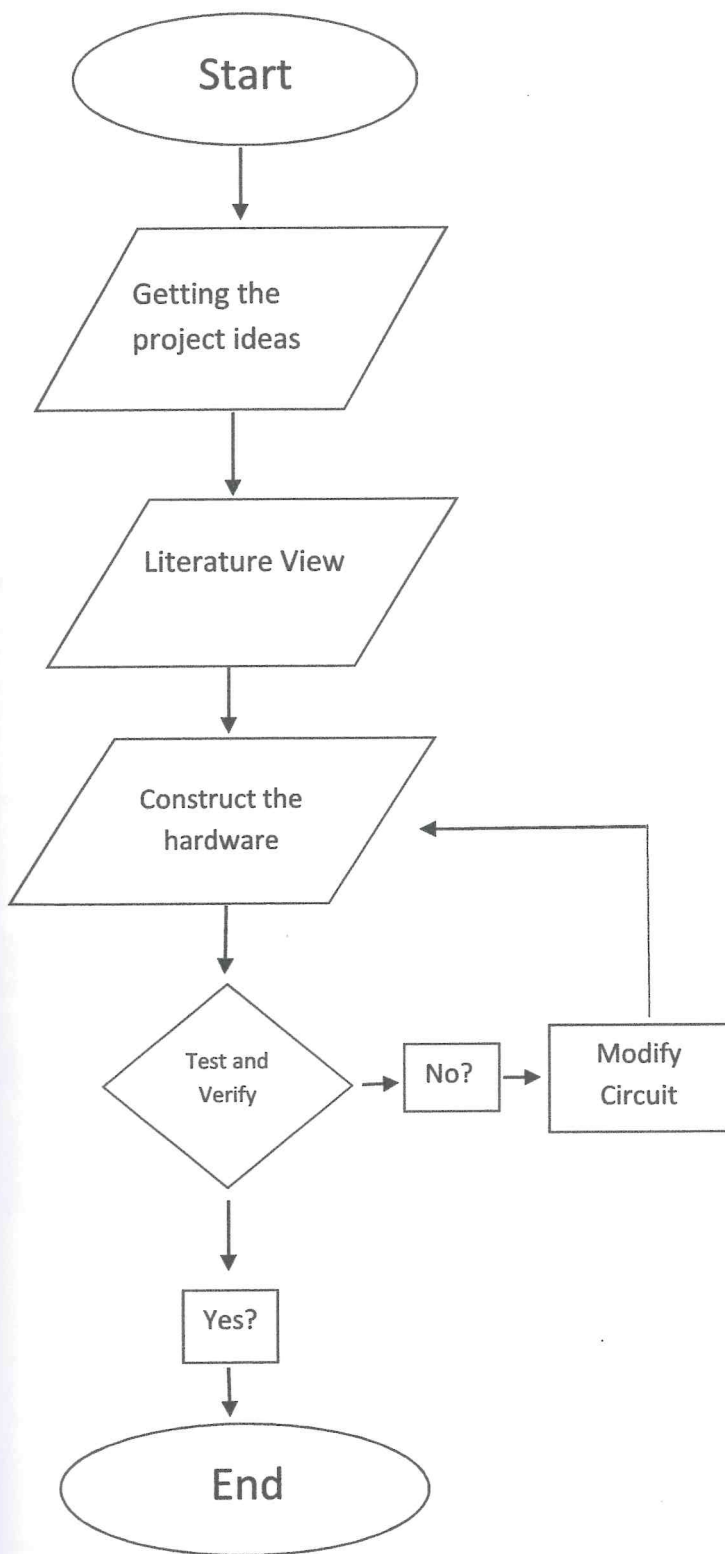 Start
Getting the
project ideas
Literature View
Construct the
hardware
Test and
Verify
No?
Modify
Circuit
Yes?
End